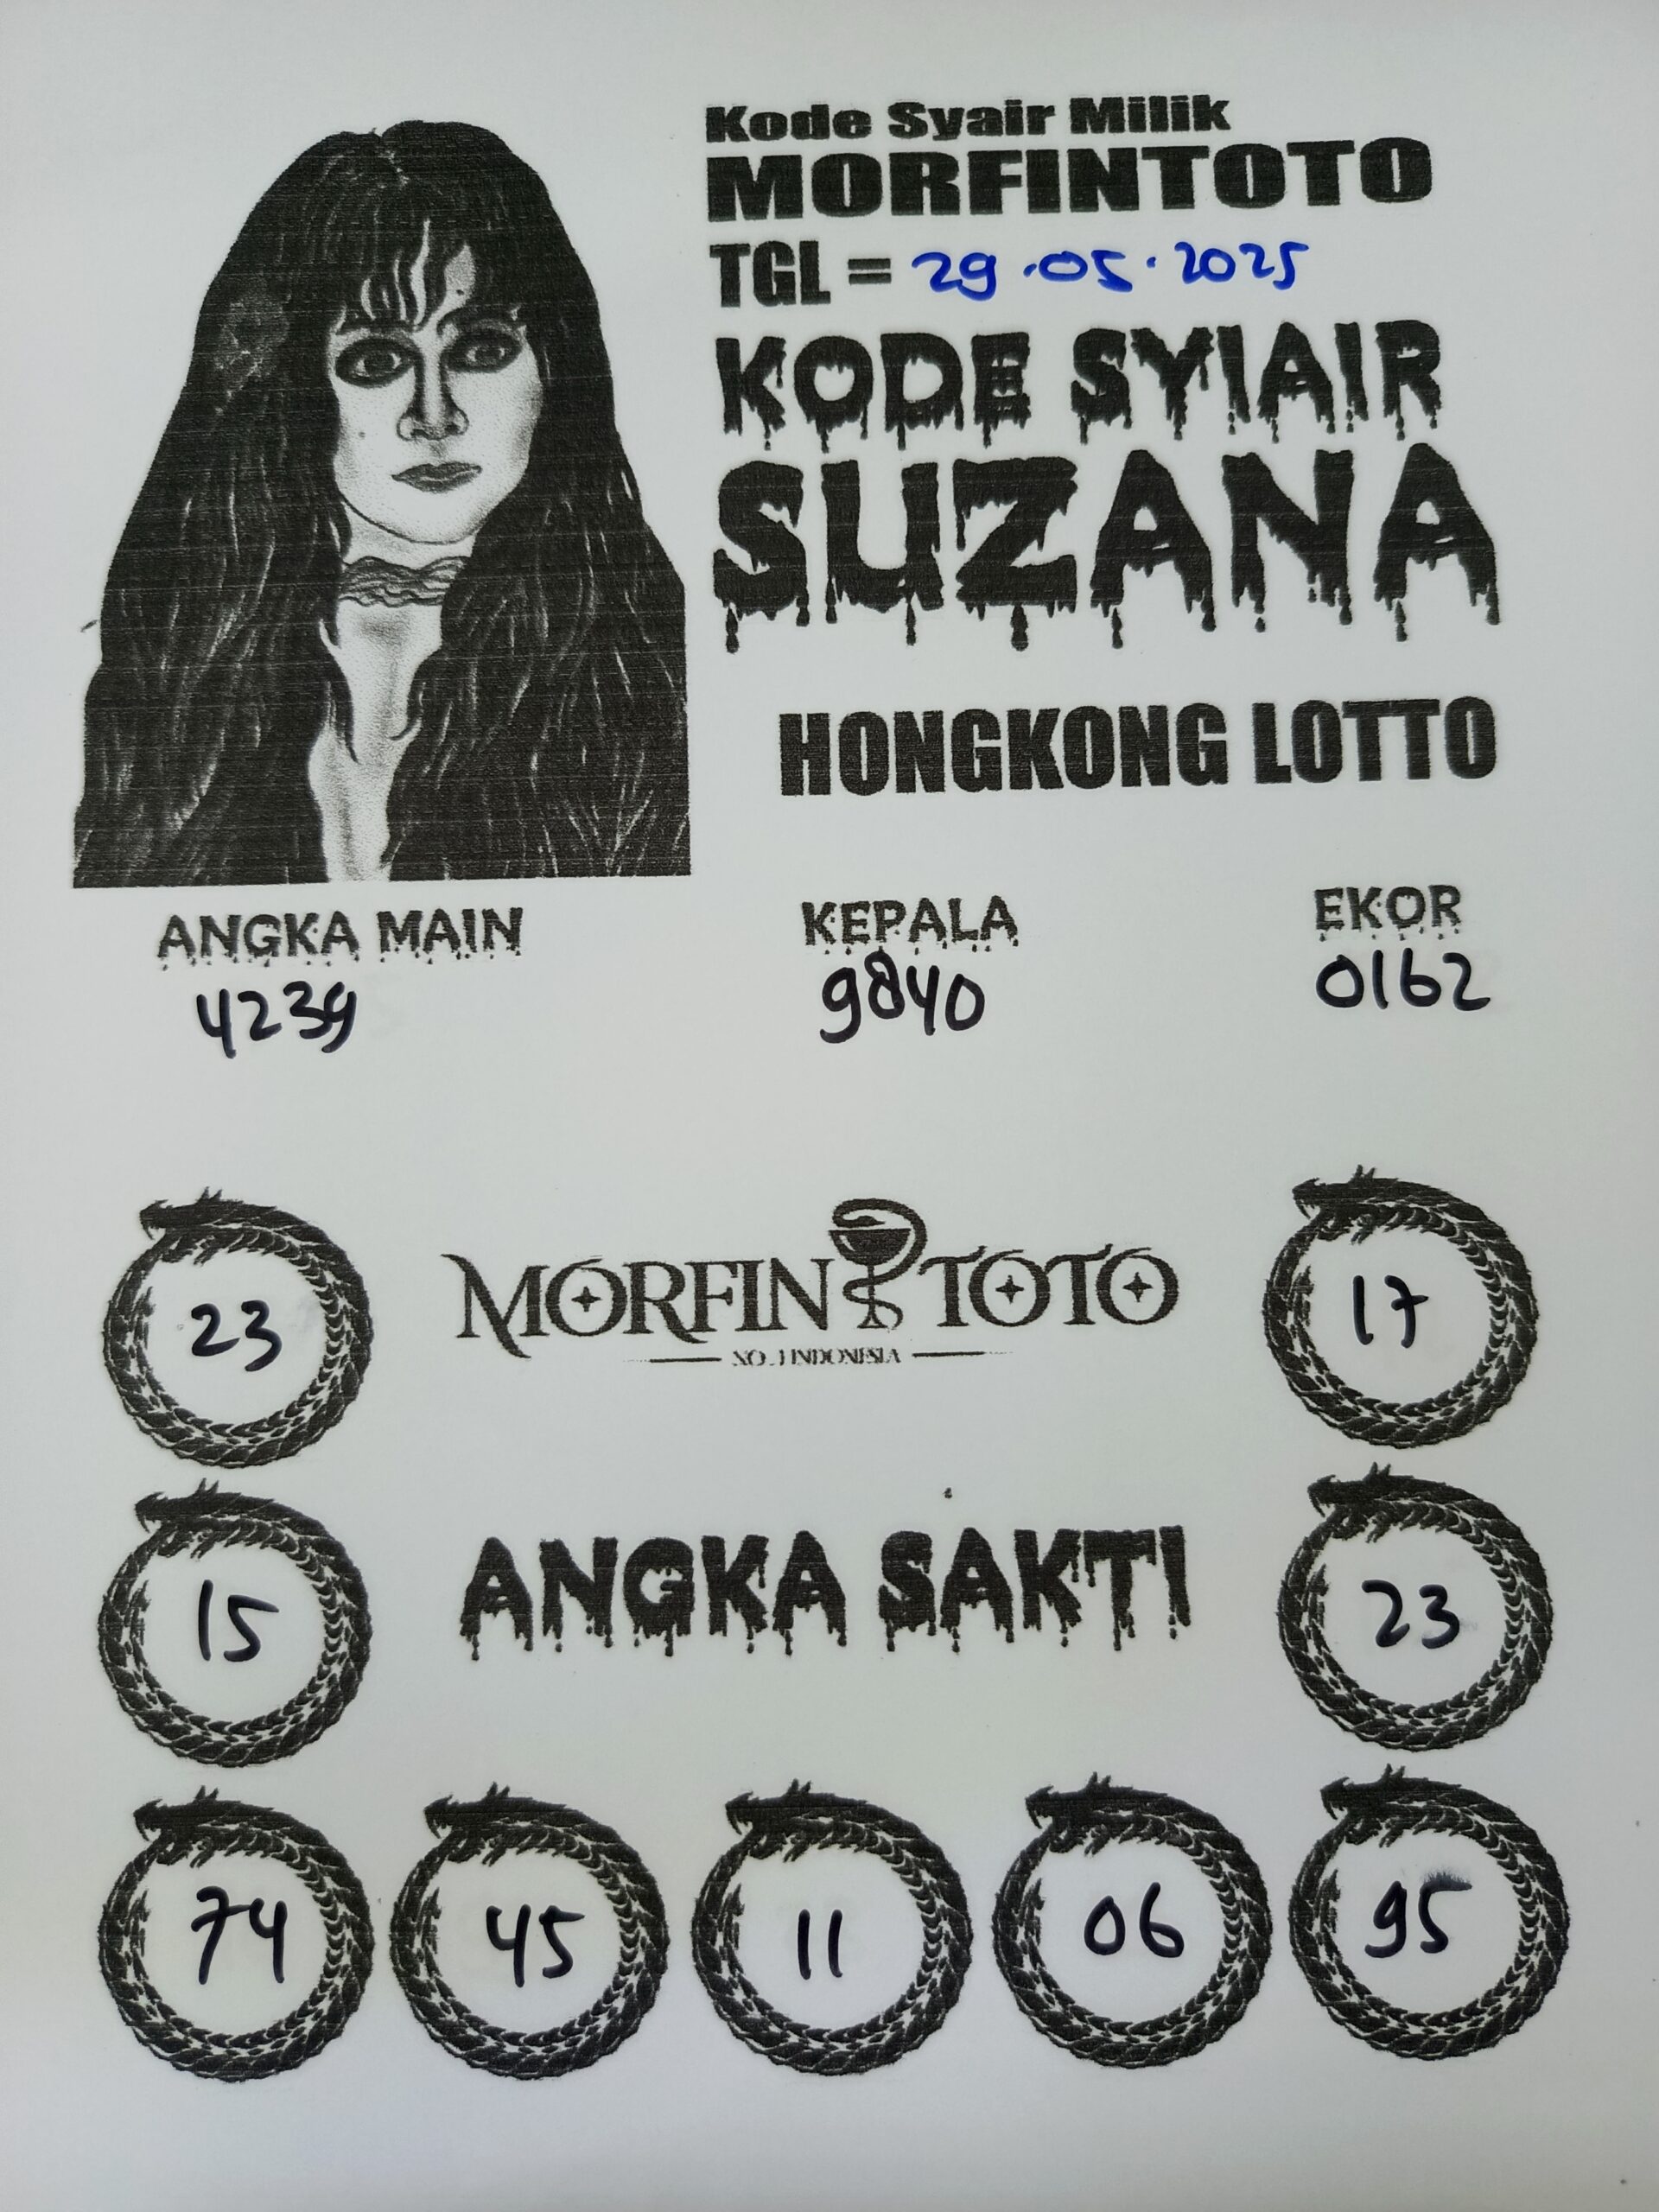 Kode Syair Milik
MORFINTOTO
TGL = 29.05.2025
KODE SYIAIR
SUZANA
HONGKONG LOTTO
ANGKA MAIN
4239
KEPALA
9840
EKOR
0162
23
MORFIN TOTO
NO.1 INDONESIA
17
15
ANGKA SAKTI
23
74
45
11
06
95